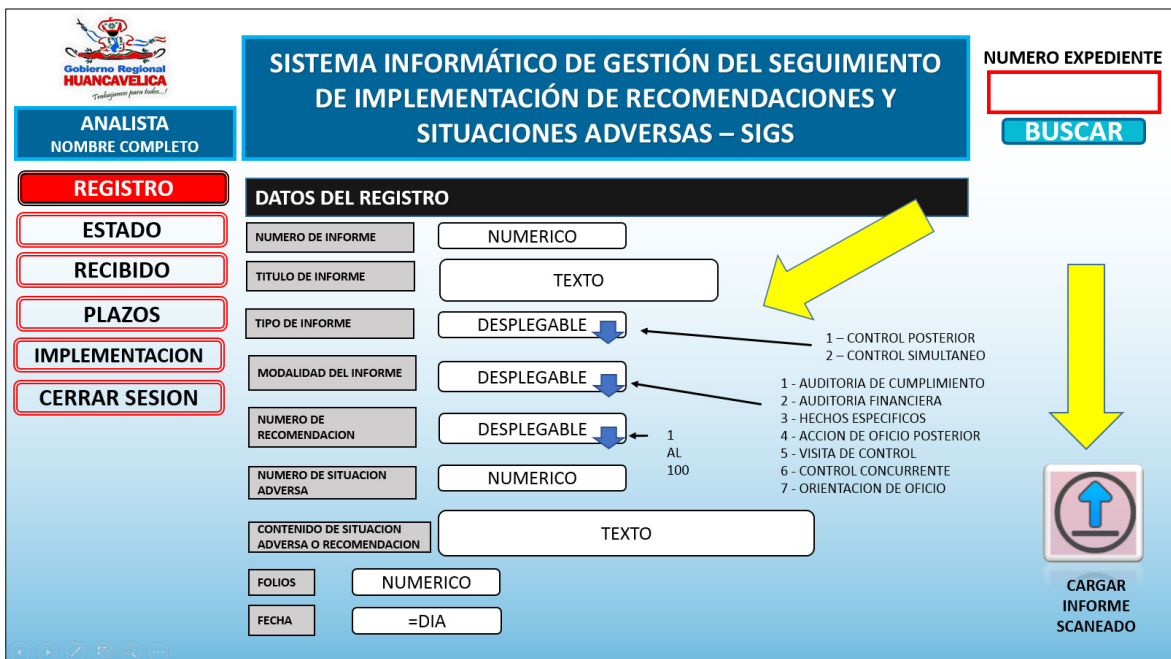 Gobierno Regional
HUANCAVELICA
Trabajamos para todos...!
ANALISTA
NOMBRE COMPLETO
SISTEMA INFORMÁTICO DE GESTIÓN DEL SEGUIMIENTO
DE IMPLEMENTACIÓN DE RECOMENDACIONES Y
SITUACIONES ADVERSAS – SIGS
NUMERO EXPEDIENTE
BUSCAR
REGISTRO
ESTADO
RECIBIDO
PLAZOS
IMPLEMENTACION
CERRAR SESION
DATOS DEL REGISTRO
NUMERO DE INFORME
NUMERICO
TITULO DE INFORME
TEXTO
TIPO DE INFORME
DESPLEGABLE
1 – CONTROL POSTERIOR
2 – CONTROL SIMULTANEO
MODALIDAD DEL INFORME
DESPLEGABLE
1 - AUDITORIA DE CUMPLIMIENTO
2 - AUDITORIA FINANCIERA
3 - HECHOS ESPECIFICOS
4 - ACCION DE OFICIO POSTERIOR
5 - VISITA DE CONTROL
6 - CONTROL CONCURRENTE
7 - ORIENTACION DE OFICIO
NUMERO DE
RECOMENDACION
DESPLEGABLE
1
AL
100
NUMERO DE SITUACION
ADVERSA
NUMERICO
CONTENIDO DE SITUACION
ADVERSA O RECOMENDACION
TEXTO
FOLIOS
NUMERICO
FECHA
=DIA
CARGAR
INFORME
SCANEADO